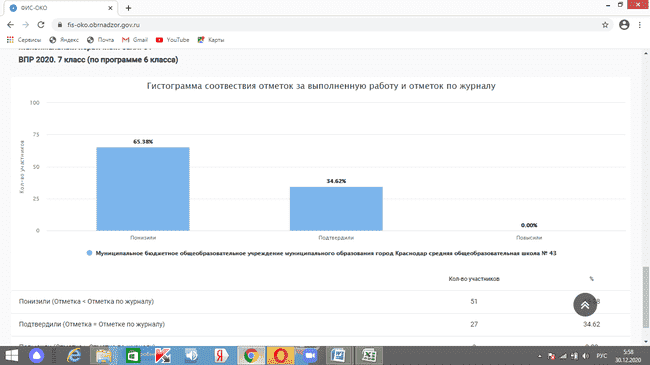 ФИС-ОКО
fis-oko.obrnadzor.gov.ru
Сервисы Яндекс Почта Gmail YouTube Карты
ВПР 2020. 7 класс (по программе 6 класса)
Гистограмма соотвествия отметок за выполненную работу и отметок по журналу
Кол-во участников
100
75
50
25
0
65.38%
34.62%
0.00%
Понизили Подтвердили Повысили
Муниципальное бюджетное общеобразовательное учреждение муниципального образования город Краснодар средняя общеобразовательная школа № 43
Кол-во участников %
Понизили (Отметка < Отметка по журналу) 51
Подтвердили (Отметка = Отметке по журналу) 27 34.62
РУС
5:58
30.12.2020